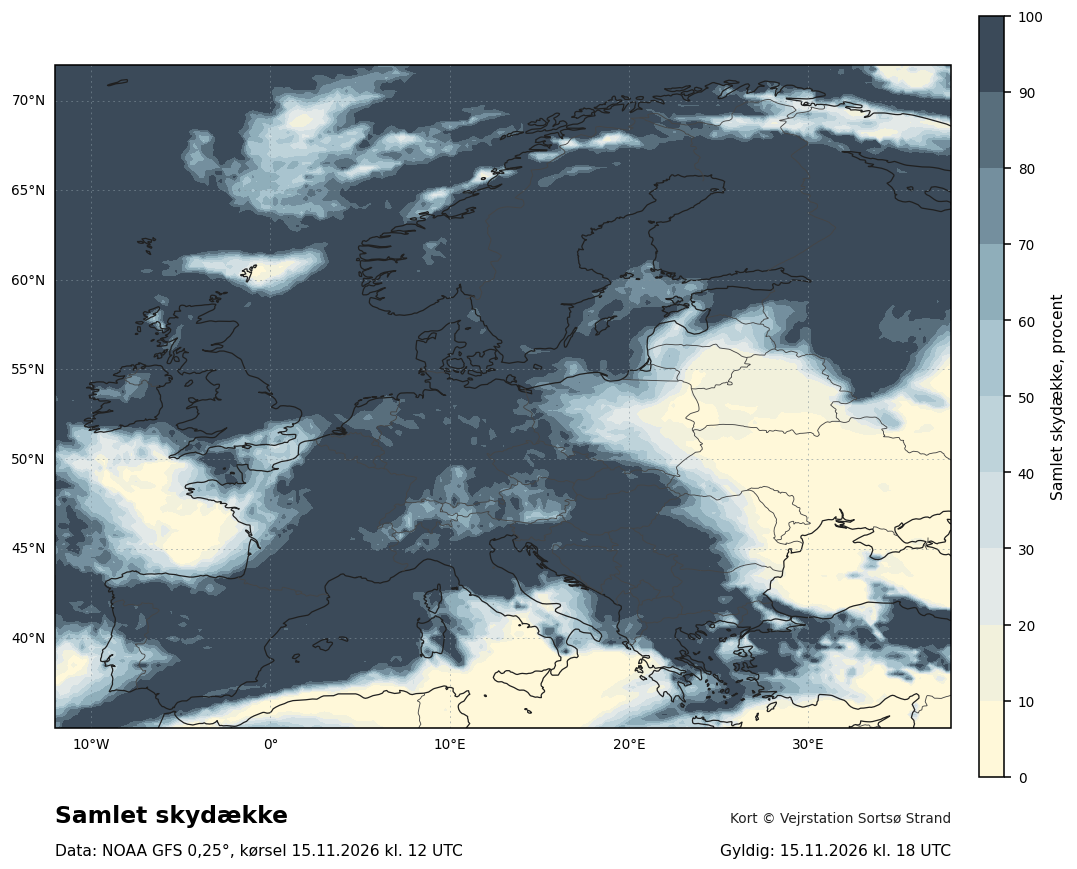 70°N
65°N
60°N
55°N
50°N
45°N
40°N
10°W
0°
10°E
20°E
30°E
100
90
80
70
60
50
40
30
20
10
0
Samlet skydække, procent
Samlet skydække
Kort © Vejrstation Sortsø Strand
Data: NOAA GFS 0,25°, kørsel 15.11.2026 kl. 12 UTC
Gyldig: 15.11.2026 kl. 18 UTC